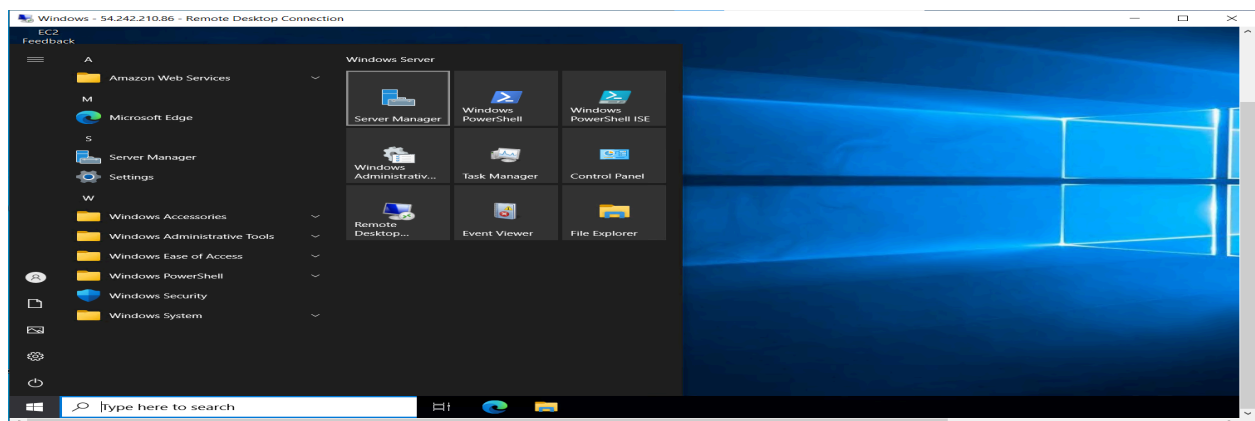 Windows - 54.242.210.86 - Remote Desktop Connection
EC2
Feedback
A
Amazon Web Services
M
Microsoft Edge
S
Server Manager
Settings
W
Windows Accessories
Windows Administrative Tools
Windows Ease of Access
Windows PowerShell
Windows Security
Windows System
Windows Server
Server Manager
Windows
PowerShell
Windows
PowerShell ISE
Windows
Administrativ...
Task Manager
Control Panel
Remote
Desktop...
Event Viewer
File Explorer
Type here to search